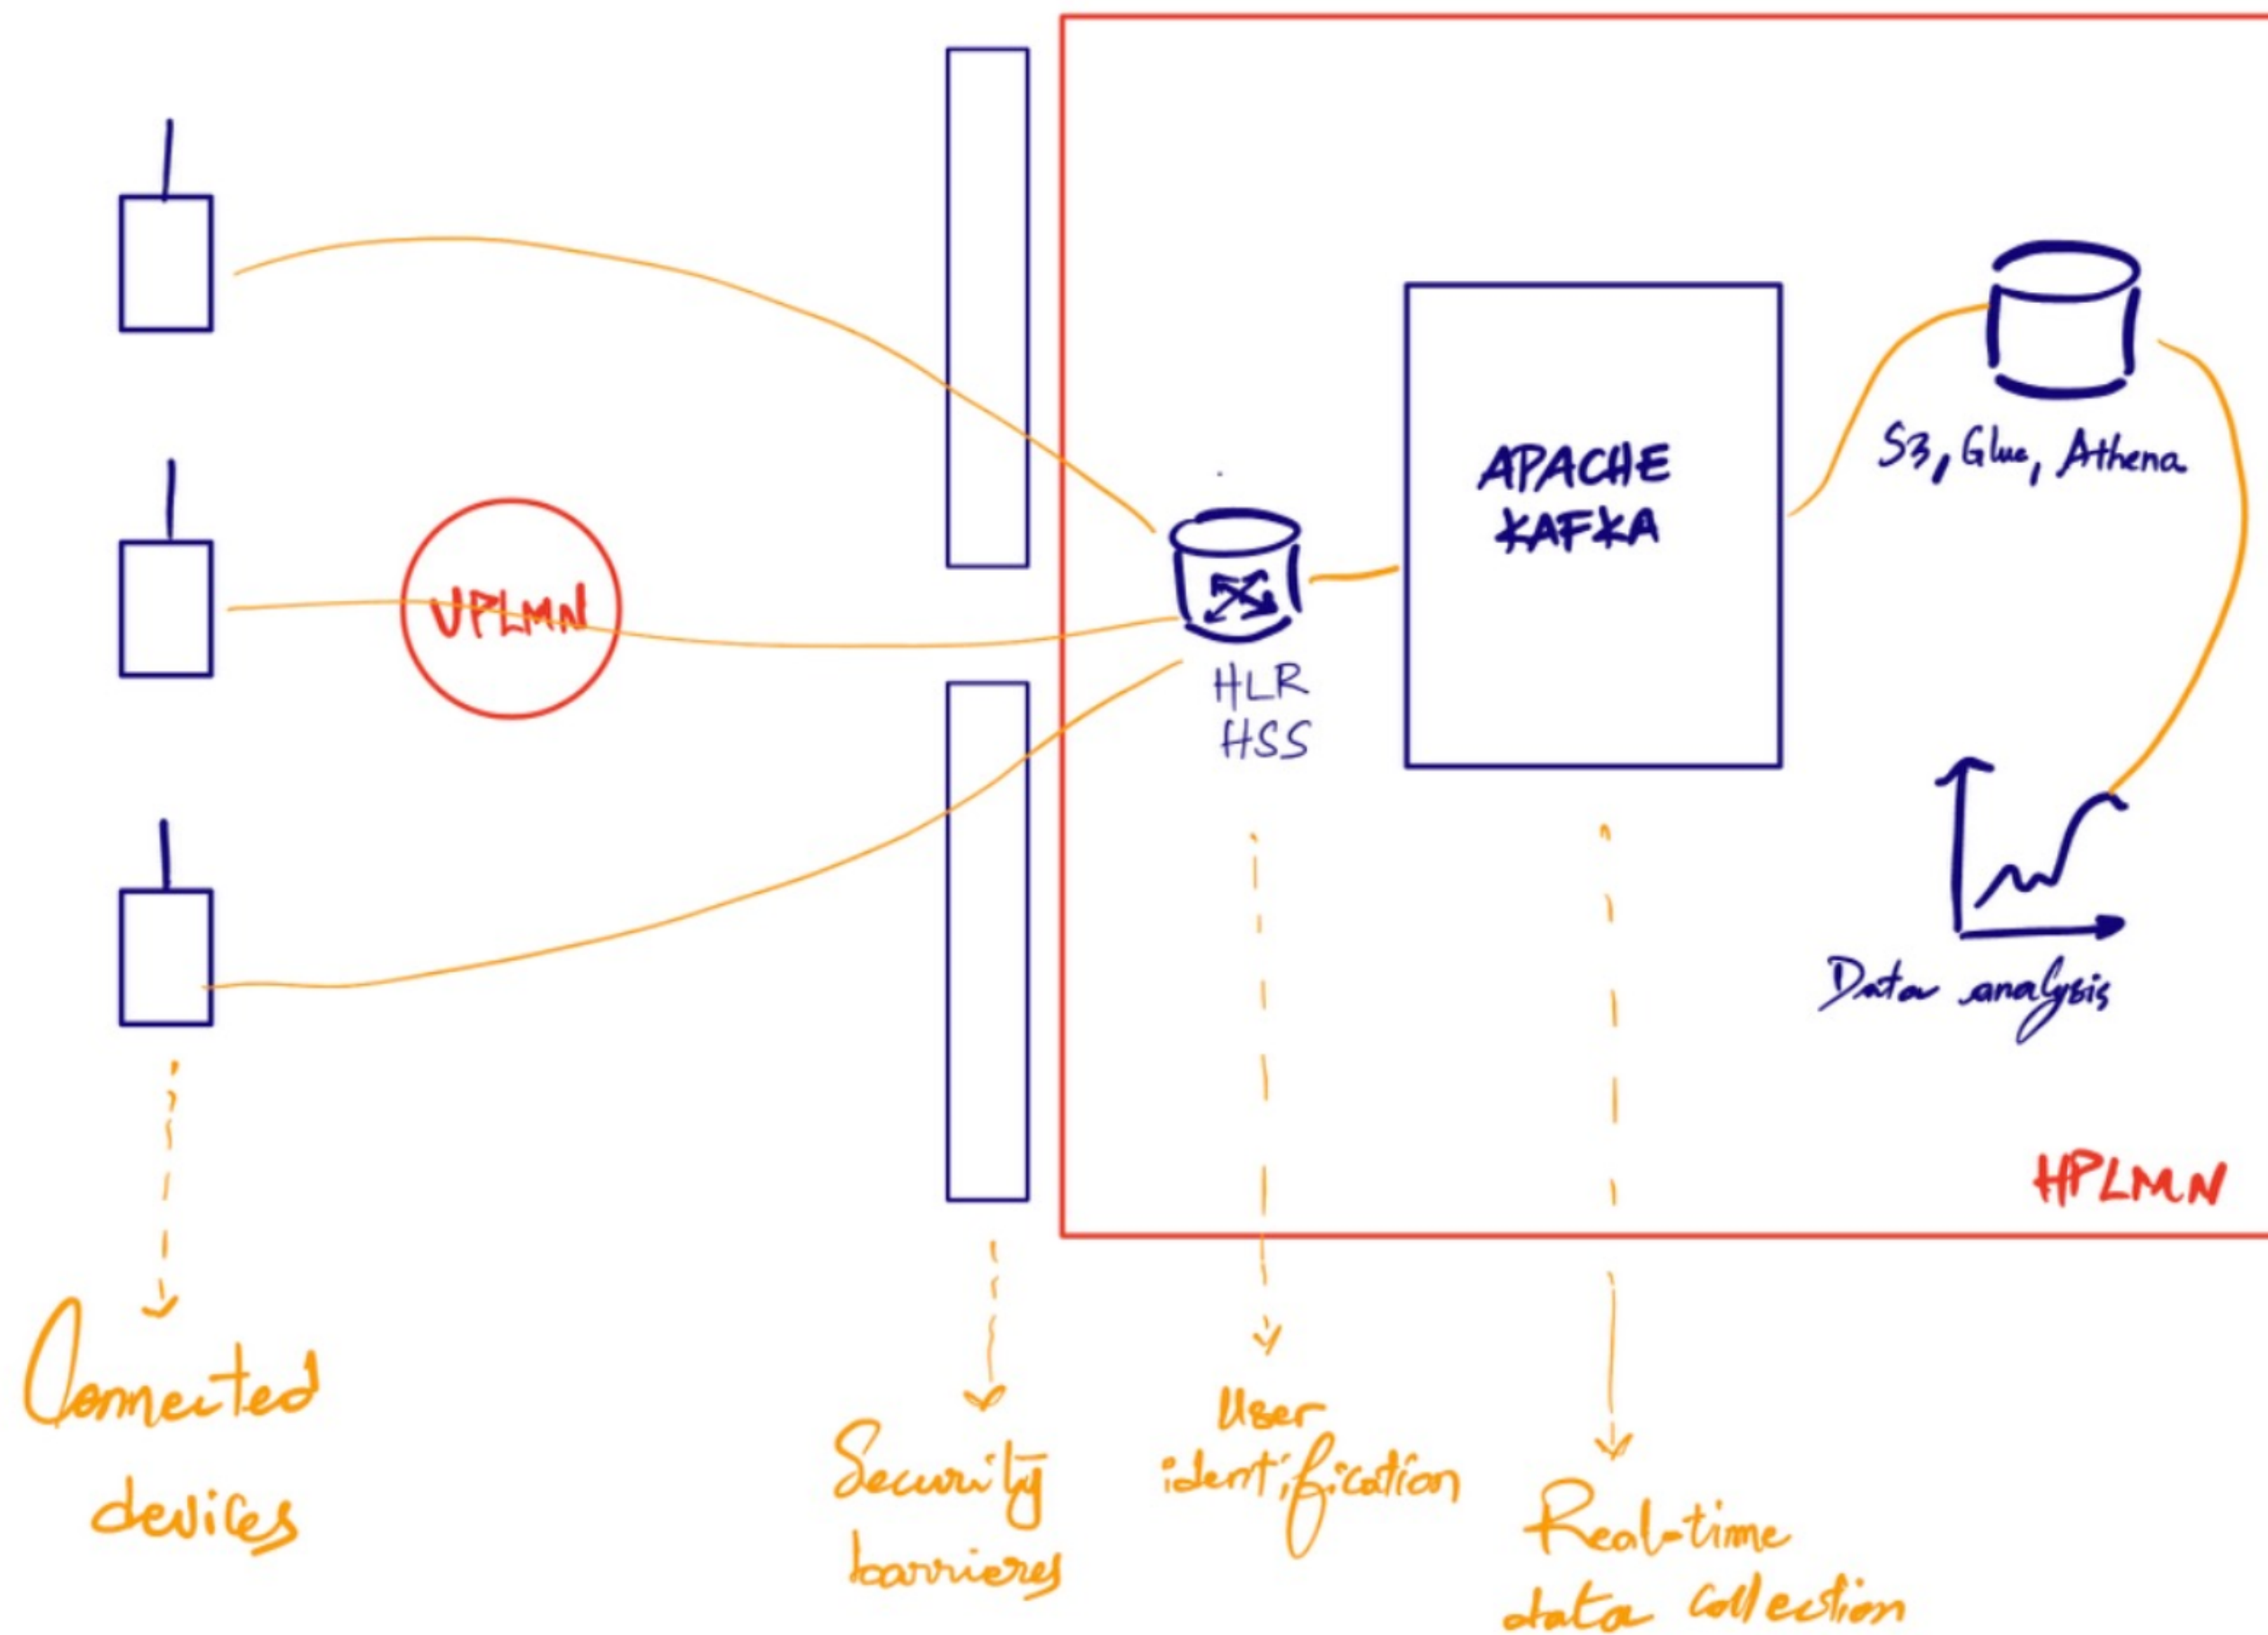 VPLMN
HLR
HSS
APACHE
KAFKA
S3, Glue, Athena
Data analysis
HPLMN
Connected
devices
Security
barrieres
User
identification
Real-time
data collection